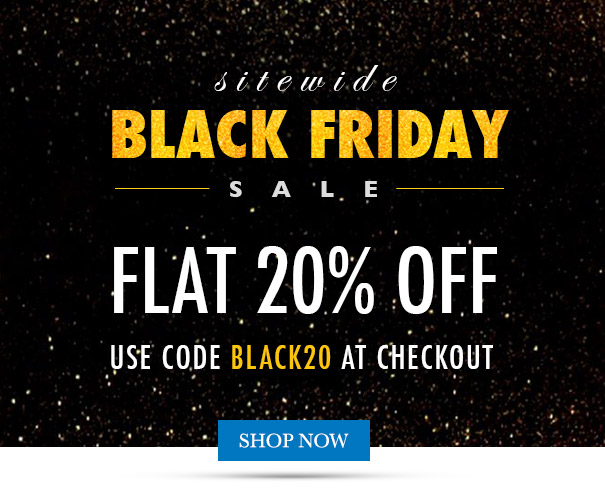 sitewide
BLACK FRIDAY
SALE
FLAT 20% OFF
USE CODE BLACK20 AT CHECKOUT
SHOP NOW